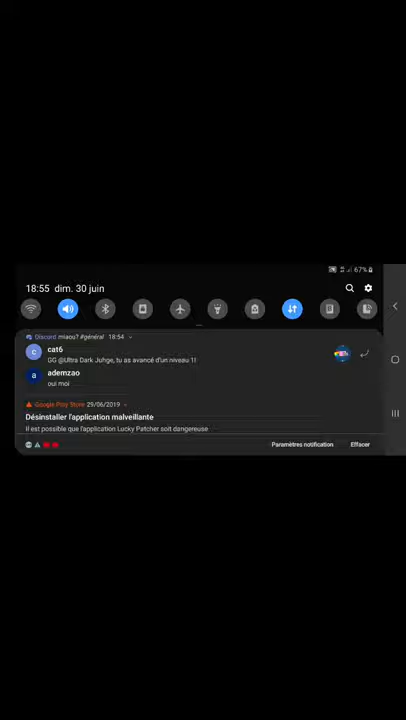 67%
18:55 dim. 30 juin
Discord miaou? #général 18:54
cat6
GG @Ultra Dark Juhge, tu as avancé d'un niveau 1!
ademzao
oui moi
Google Play Store 29/06/2019
Désinstaller l'application malveillante
Il est possible que l'application Lucky Patcher soit dangereuse
Paramètres notification Effacer